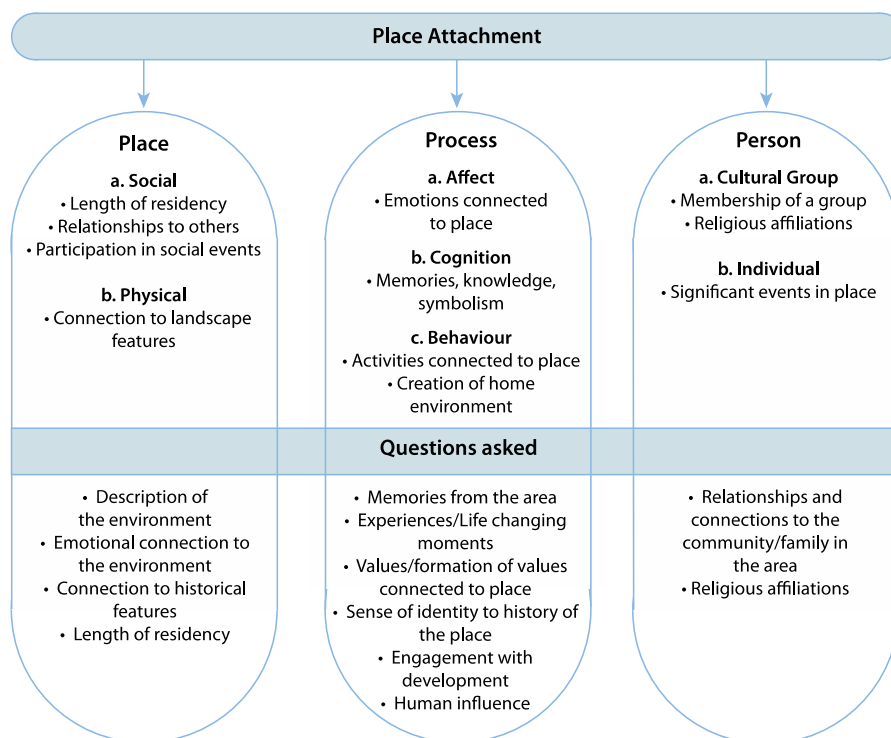 Place Attachment
Place
a. Social
• Length of residency
• Relationships to others
• Participation in social events
b. Physical
• Connection to landscape
features
Process
a. Affect
• Emotions connected
to place
b. Cognition
• Memories, knowledge,
symbolism
c. Behaviour
• Activities connected to place
• Creation of home
environment
Person
a. Cultural Group
• Membership of a group
• Religious affiliations
b. Individual
• Significant events in place
Questions asked
• Description of
the environment
• Emotional connection to
the environment
• Connection to historical
features
• Length of residency
• Memories from the area
• Experiences/Life changing
moments
• Values/formation of values
connected to place
• Sense of identity to history of
the place
• Engagement with
development
• Human influence
• Relationships and
connections to the
community/family in
the area
• Religious affiliations